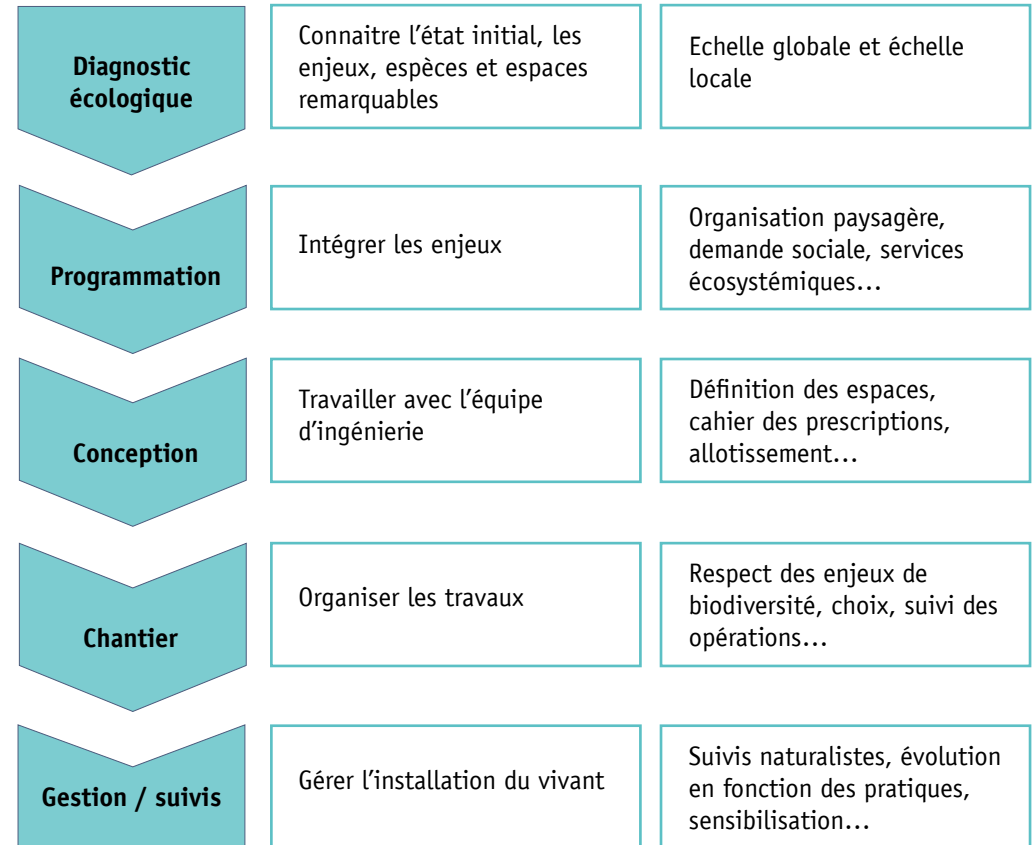 Diagnostic
écologique
Connaitre l’état initial, les
enjeux, espèces et espaces
remarquables
Echelle globale et échelle
locale
Programmation
Intégrer les enjeux
Organisation paysagère,
demande sociale, services
écosystémiques…
Conception
Travailler avec l’équipe
d’ingénierie
Définition des espaces,
cahier des prescriptions,
allotissement…
Chantier
Organiser les travaux
Respect des enjeux de
biodiversité, choix, suivi des
opérations…
Gestion / suivis
Gérer l’installation du vivant
Suivis naturalistes, évolution
en fonction des pratiques,
sensibilisation…